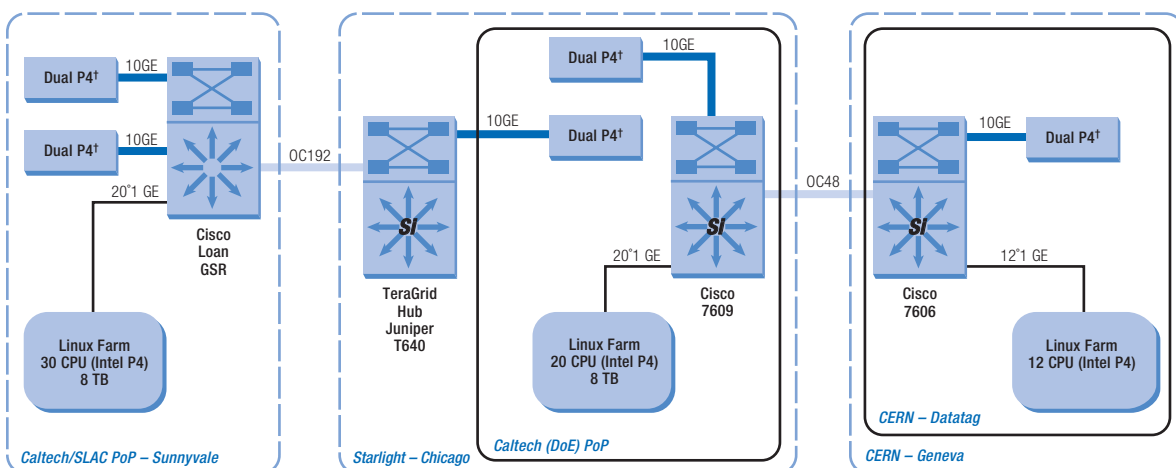 Dual P4†
10GE
Dual P4†
10GE
20°1 GE
Cisco
Loan
GSR
Linux Farm
30 CPU (Intel P4)
8 TB
Caltech/SLAC PoP – Sunnyvale
OC192
Si
TeraGrid
Hub
Juniper
T640
10GE
Dual P4†
10GE
Dual P4†
Si
Cisco
7609
20°1 GE
Linux Farm
20 CPU (Intel P4)
8 TB
Caltech (DoE) PoP
Starlight – Chicago
OC48
Si
Cisco
7606
10GE
Dual P4†
12°1 GE
Linux Farm
12 CPU (Intel P4)
CERN – Datatag
CERN – Geneva